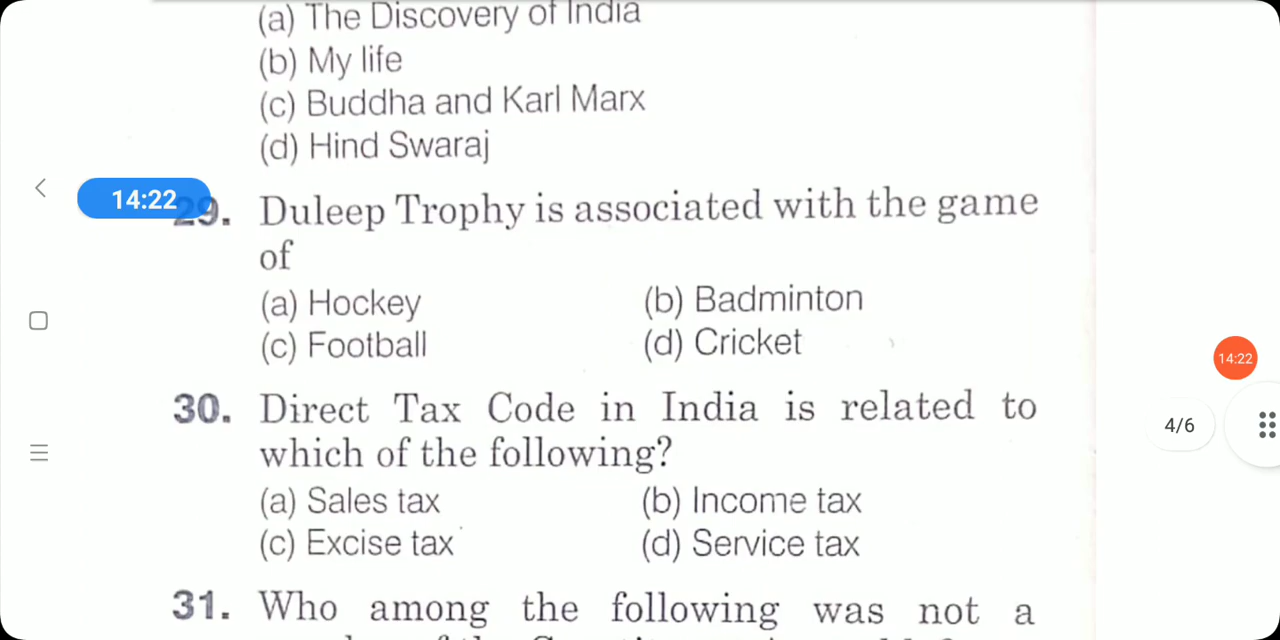 (a) The Discovery of India
(b) My life
(c) Buddha and Karl Marx
(d) Hind Swaraj
14:22
29. Duleep Trophy is associated with the game
of
(a) Hockey (b) Badminton
(c) Football (d) Cricket
14:22
30. Direct Tax Code in India is related to
4/6
which of the following?
(a) Sales tax (b) Income tax
(c) Excise tax (d) Service tax
31. Who among the following was not a